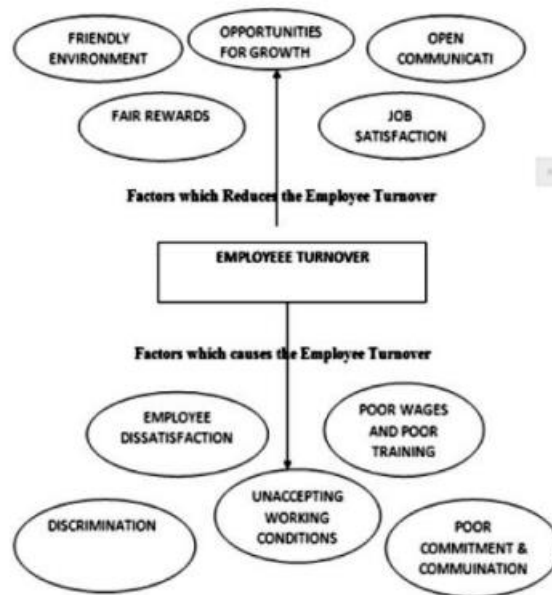 FRIENDLY
ENVIRONMENT
OPPORTUNITIES
FOR GROWTH
OPEN
COMMUNICATI
FAIR REWARDS
JOB
SATISFACTION
Factors which Reduces the Employee Turnover
EMPLOYEEE TURNOVER
Factors which causes the Employee Turnover
EMPLOYEE
DISSATISFACTION
POOR WAGES
AND POOR
TRAINING
DISCRIMINATION
UNACCEPTING
WORKING
CONDITIONS
POOR
COMMITMENT &
COMMUINATION